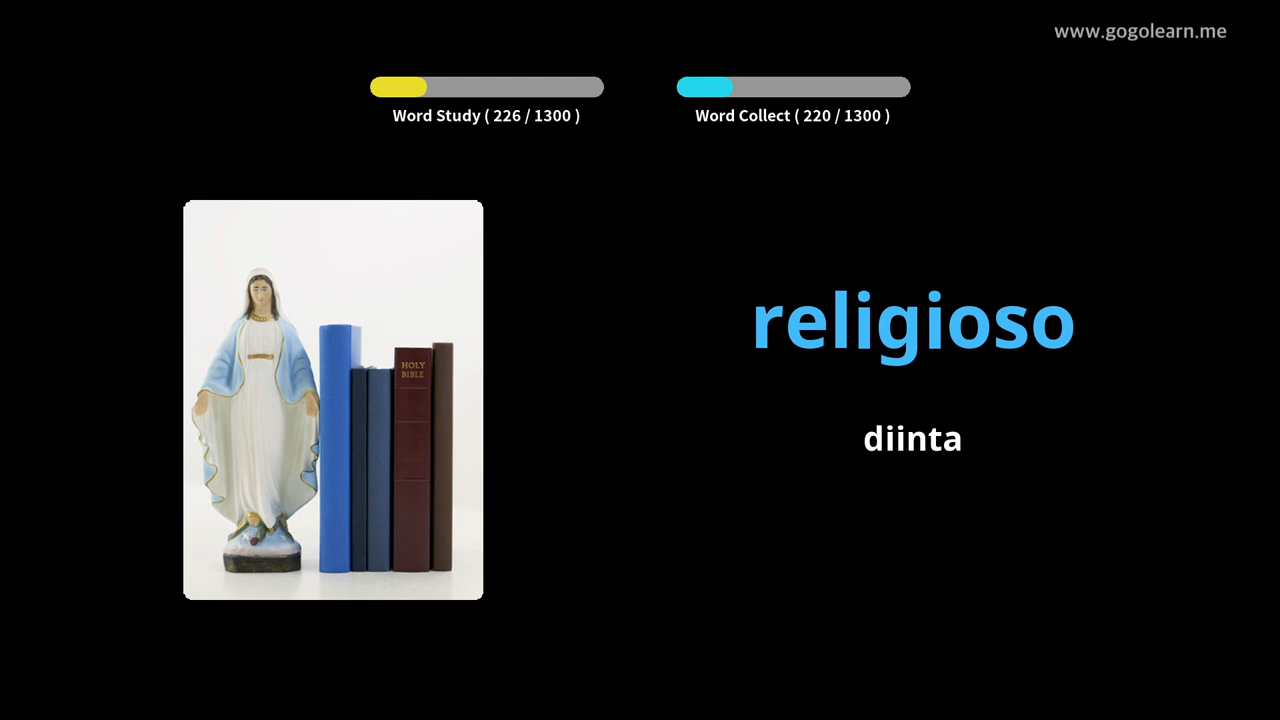 www.gogolearn.me
Word Study ( 226 / 1300 )
Word Collect ( 220 / 1300 )
HOLY
BIBLE
religioso
diinta